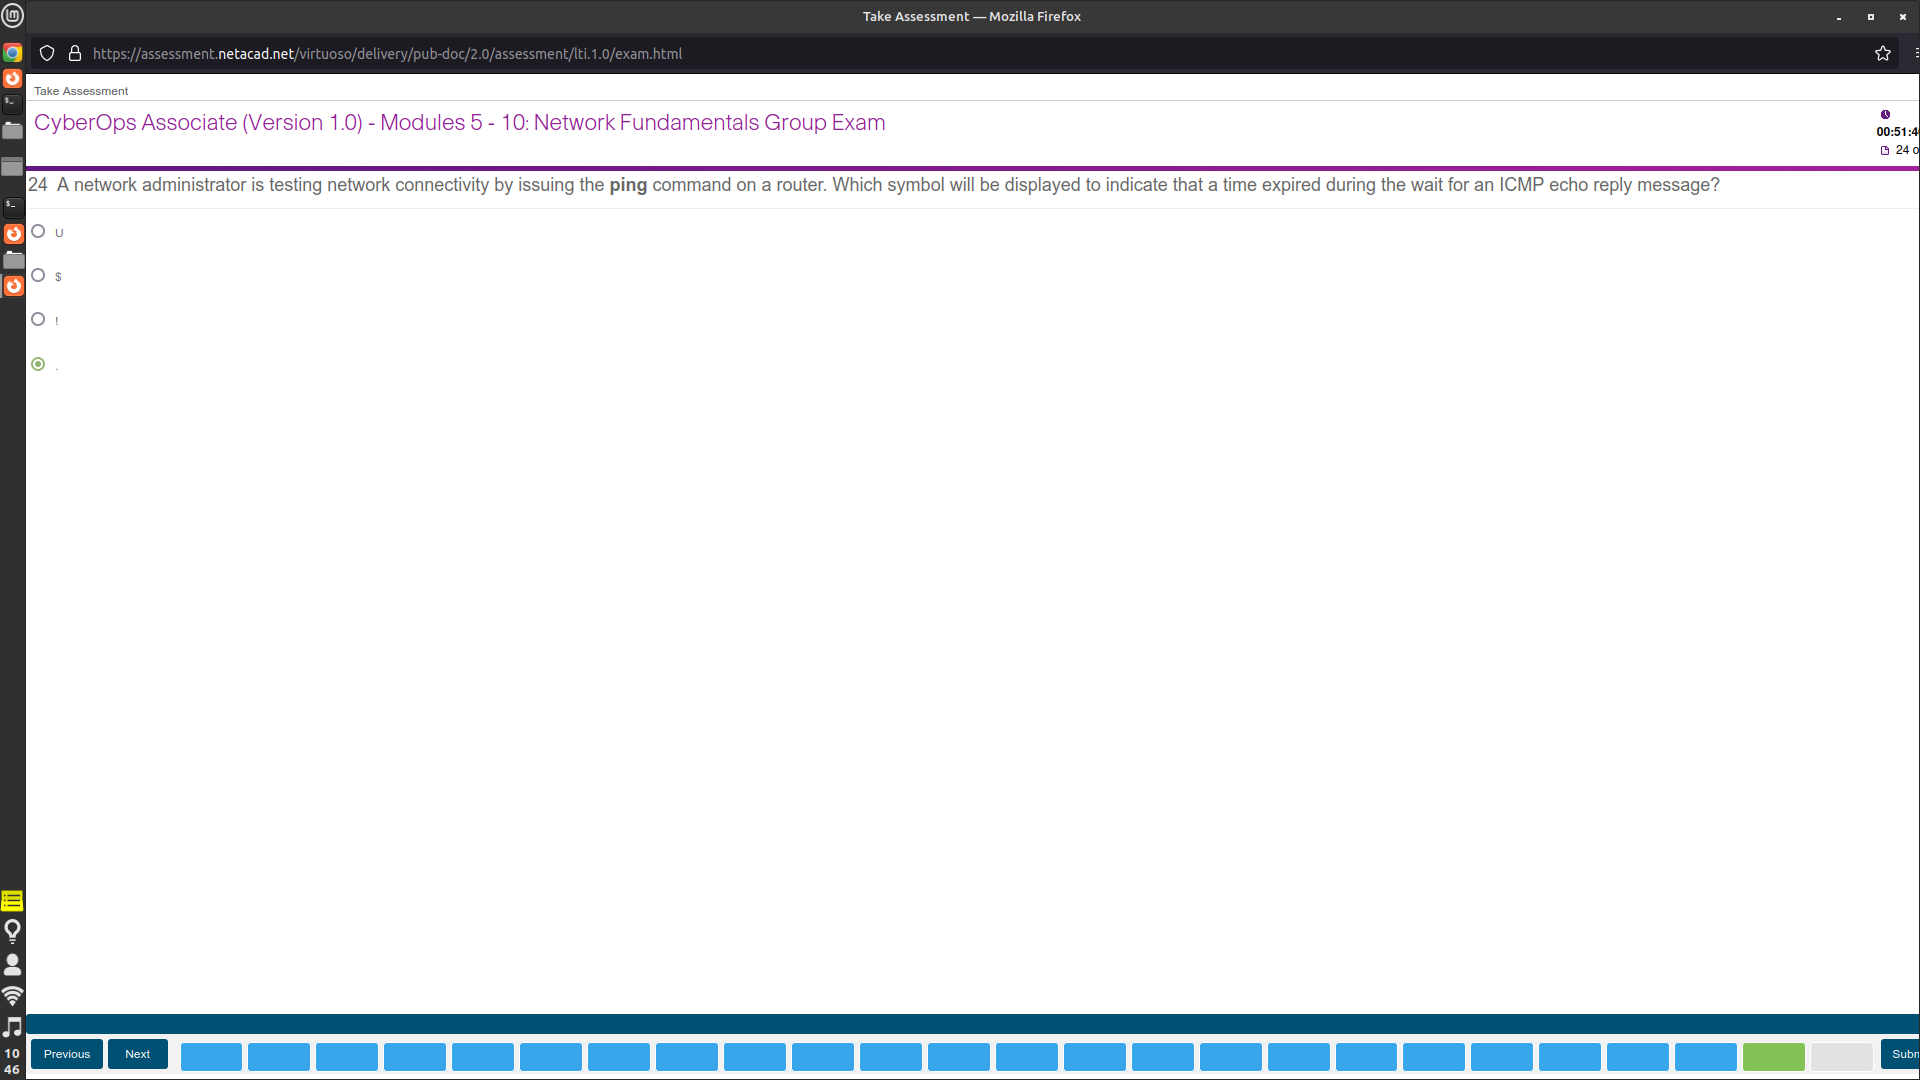 Take Assessment — Mozilla Firefox
https://assessment.netacad.net/virtuoso/delivery/pub-doc/2.0/assessment/lti.1.0/exam.html
Take Assessment
CyberOps Associate (Version 1.0) - Modules 5 - 10: Network Fundamentals Group Exam
00:51:4
24 o
24 A network administrator is testing network connectivity by issuing the ping command on a router. Which symbol will be displayed to indicate that a time expired during the wait for an ICMP echo reply message?
U
$
!
.
Previous
Next
Subm
10
46